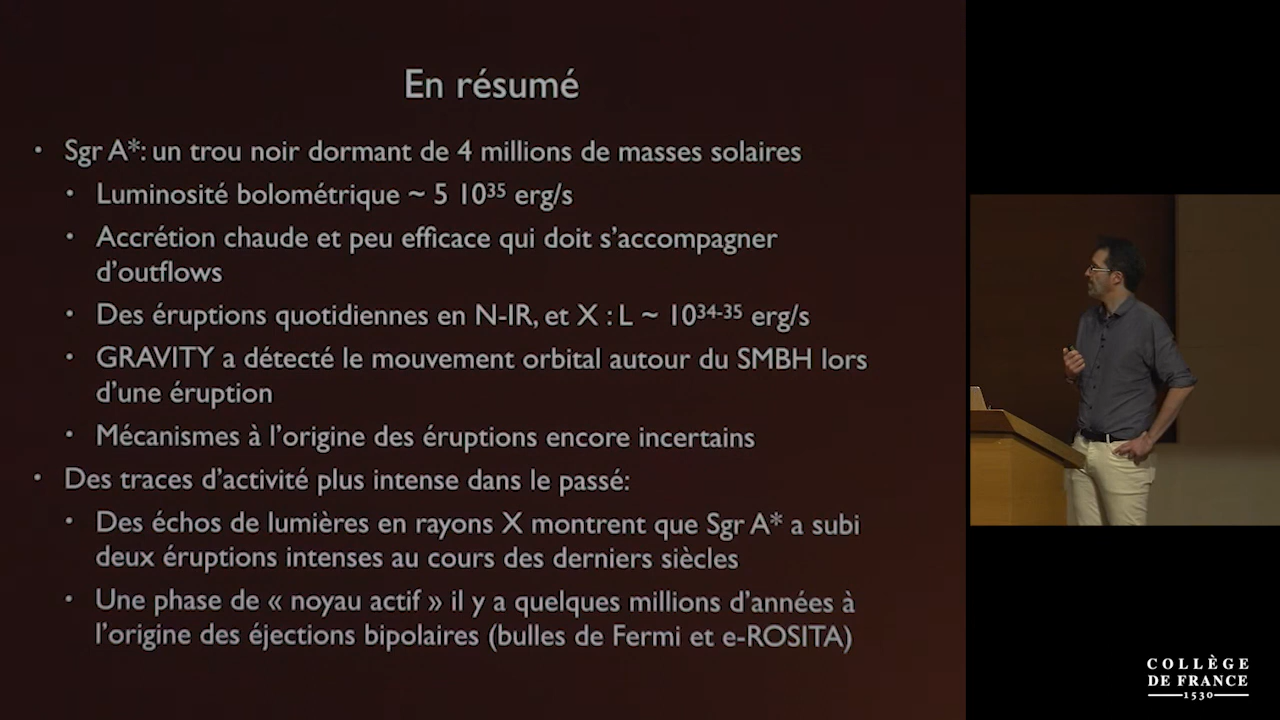 En résumé
• Sgr A*: un trou noir dormant de 4 millions de masses solaires
• Luminosité bolométrique ~ 5 10³⁵ erg/s
• Accrétion chaude et peu efficace qui doit s'accompagner
d'outflows
• Des éruptions quotidiennes en N-IR, et X : L ~ 10³⁴⁻³⁵ erg/s
• GRAVITY a détecté le mouvement orbital autour du SMBH lors
d'une éruption
• Mécanismes à l'origine des éruptions encore incertains
• Des traces d'activité plus intense dans le passé:
• Des échos de lumières en rayons X montrent que Sgr A* a subi
deux éruptions intenses au cours des derniers siècles
• Une phase de « noyau actif » il y a quelques millions d'années à
l'origine des éjections bipolaires (bulles de Fermi et e-ROSITA)
COLLÈGE
DE FRANCE
1530